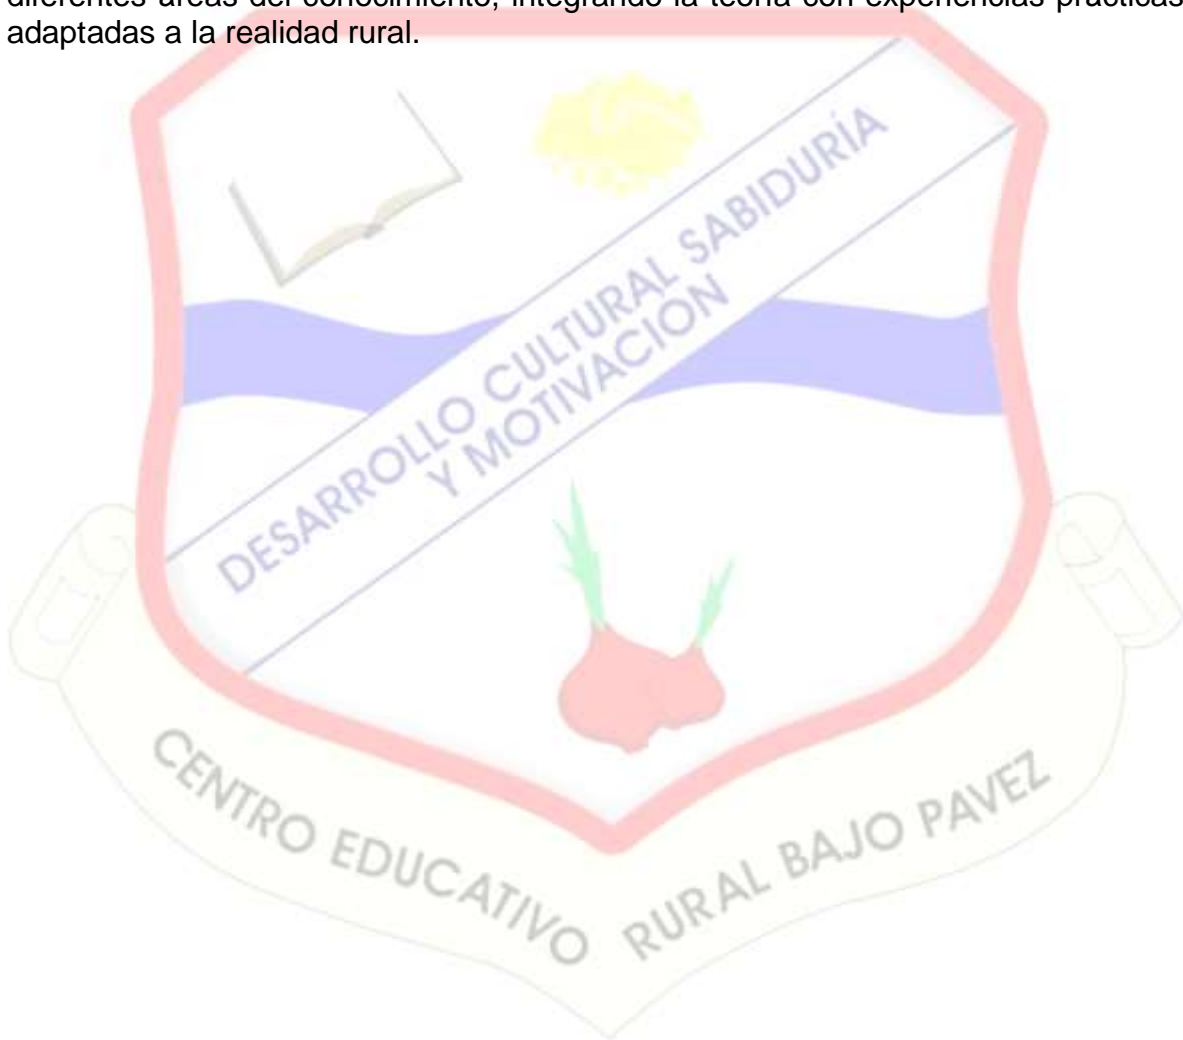 diferentes áreas del conocimiento, integrando la teoría con experiencias prácticas
adaptadas a la realidad rural.
DESARROLLO CULTURAL SABIDURÍA
Y MOTIVACIÓN
CENTRO EDUCATIVO RURAL BAJO PAVEZ